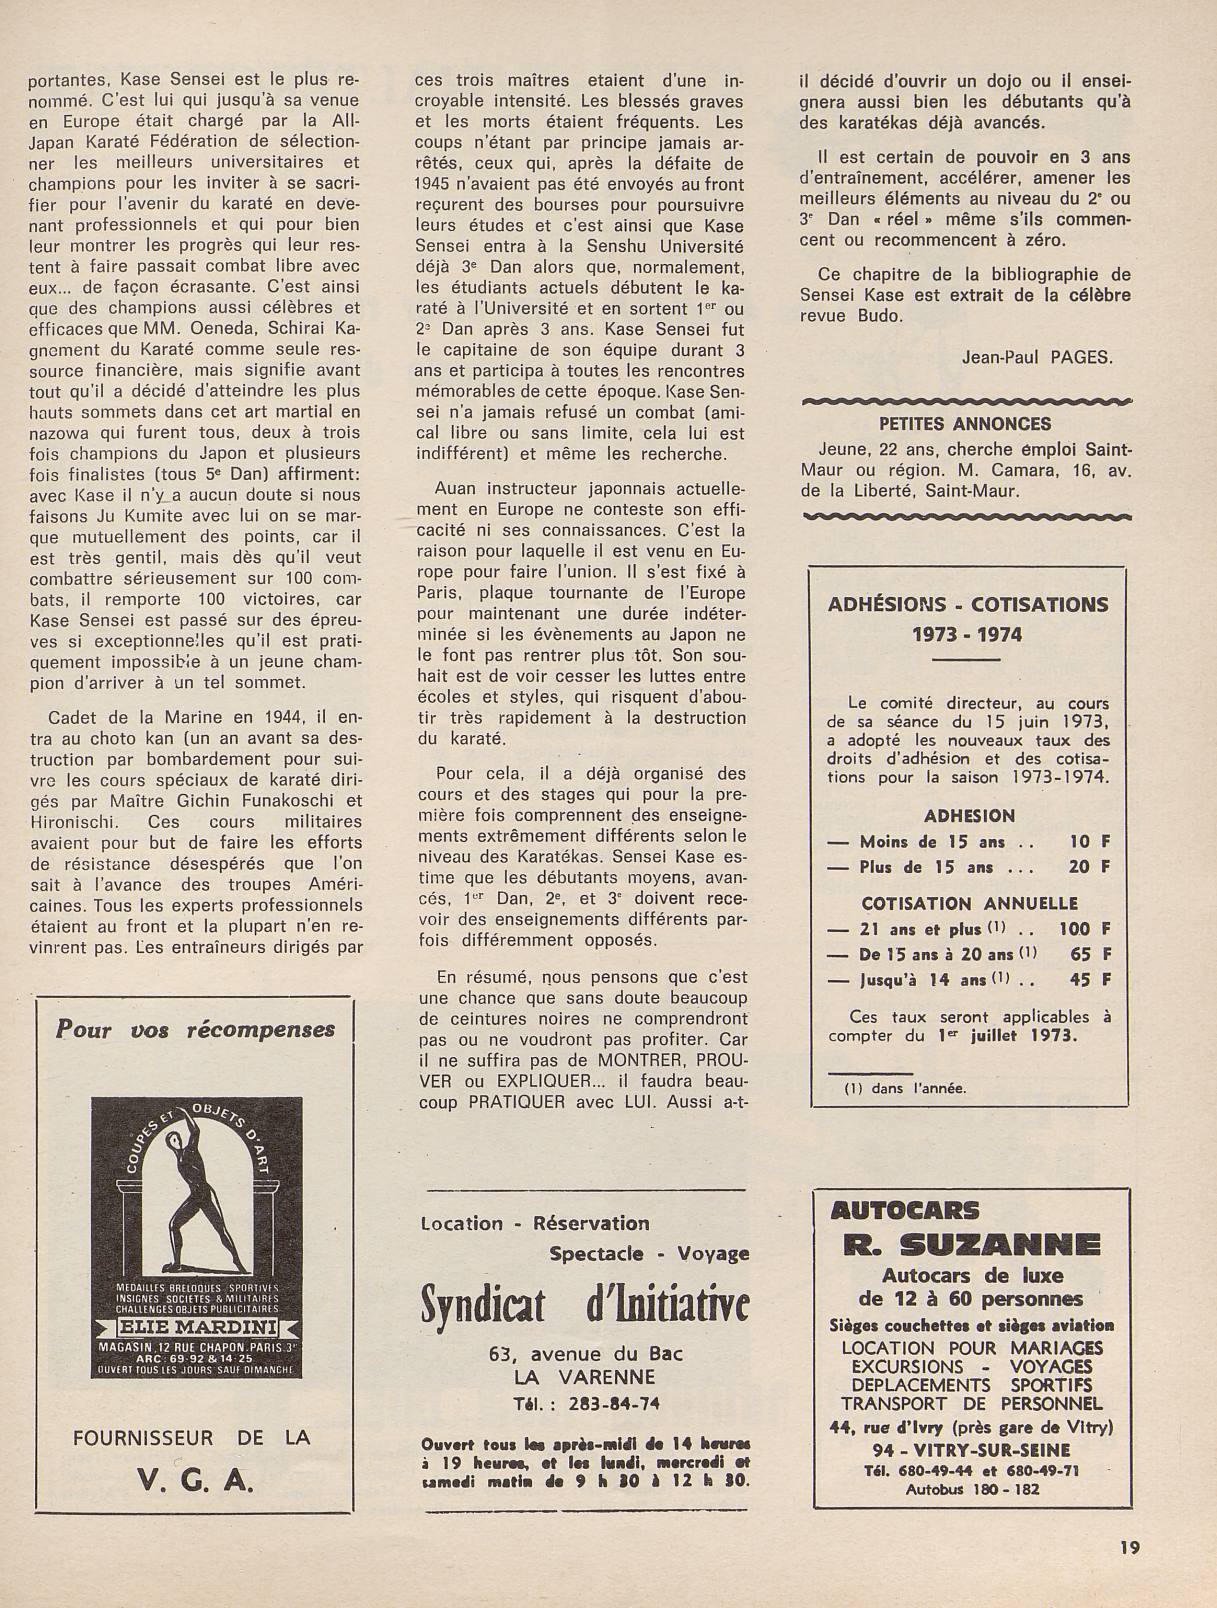 portantes, Kase Sensei est le plus re-
nommé. C'est lui qui jusqu'à sa venue
en Europe était chargé par la All-
Japan Karaté Fédération de sélection-
ner les meilleurs universitaires et
champions pour les inviter à se sacri-
fier pour l'avenir du karaté en deve-
nant professionnels et qui pour bien
leur montrer les progrès qui leur res-
tent à faire passait combat libre avec
eux... de façon écrasante. C'est ainsi
que des champions aussi célèbres et
efficaces que MM. Oeneda, Schirai Ka-
gnement du Karaté comme seule res-
source financière, mais signifie avant
tout qu'il a décidé d'atteindre les plus
hauts sommets dans cet art martial en
nazowa qui furent tous, deux à trois
fois champions du Japon et plusieurs
fois finalistes (tous 5e Dan) affirment:
avec Kase il n'y a aucun doute si nous
faisons Ju Kumite avec lui on se mar-
que mutuellement des points, car il
est très gentil, mais dès qu'il veut
combattre sérieusement sur 100 com-
bats, il remporte 100 victoires, car
Kase Sensei est passé sur des épreu-
ves si exceptionnelles qu'il est prati-
quement impossible à un jeune cham-
pion d'arriver à un tel sommet.
Cadet de la Marine en 1944, il en-
tra au choto kan (un an avant sa des-
truction par bombardement pour sui-
vre les cours spéciaux de karaté diri-
gés par Maître Gichin Funakoschi et
Hironischi. Ces cours militaires
avaient pour but de faire les efforts
de résistance désespérés que l'on
sait à l'avance des troupes Améri-
caines. Tous les experts professionnels
étaient au front et la plupart n'en re-
vinrent pas. Les entraîneurs dirigés par
Pour vos récompenses
COUPES ET OBJETS D'ART
MEDAILLES BRELOQUES SPORTIVES
INSIGNES SOCIETES & MILITAIRES
CHALLENGES OBJETS PUBLICITAIRES
ELIE MARDINI
MAGASIN, 12 RUE CHAPON. PARIS.3e
ARC : 69-92 & 14-25
OUVERT TOUS LES JOURS SAUF DIMANCHE
FOURNISSEUR DE LA
V. G. A.
ces trois maîtres etaient d'une in-
croyable intensité. Les blessés graves
et les morts étaient fréquents. Les
coups n'étant par principe jamais ar-
rêtés, ceux qui, après la défaite de
1945 n'avaient pas été envoyés au front
reçurent des bourses pour poursuivre
leurs études et c'est ainsi que Kase
Sensei entra à la Senshu Université
déjà 3e Dan alors que, normalement,
les étudiants actuels débutent le ka-
raté à l'Université et en sortent 1er ou
2e Dan après 3 ans. Kase Sensei fut
le capitaine de son équipe durant 3
ans et participa à toutes les rencontres
mémorables de cette époque. Kase Sen-
sei n'a jamais refusé un combat (ami-
cal libre ou sans limite, cela lui est
indifférent) et même les recherche.
Auan instructeur japonnais actuelle-
ment en Europe ne conteste son effi-
cacité ni ses connaissances. C'est la
raison pour laquelle il est venu en Eu-
rope pour faire l'union. Il s'est fixé à
Paris, plaque tournante de l'Europe
pour maintenant une durée indéter-
minée si les évènements au Japon ne
le font pas rentrer plus tôt. Son sou-
hait est de voir cesser les luttes entre
écoles et styles, qui risquent d'abou-
tir très rapidement à la destruction
du karaté.
Pour cela, il a déjà organisé des
cours et des stages qui pour la pre-
mière fois comprennent des enseigne-
ments extrêmement différents selon le
niveau des Karatékas. Sensei Kase es-
time que les débutants moyens, avan-
cés, 1er Dan, 2e, et 3e doivent rece-
voir des enseignements différents par-
fois différemment opposés.
En résumé, nous pensons que c'est
une chance que sans doute beaucoup
de ceintures noires ne comprendront
pas ou ne voudront pas profiter. Car
il ne suffira pas de MONTRER, PROU-
VER ou EXPLIQUER... il faudra beau-
coup PRATIQUER avec LUI. Aussi a-t-
Location - Réservation
Spectacle - Voyage
Syndicat d'Initiative
63, avenue du Bac
LA VARENNE
Tél. : 283-84-74
Ouvert tous les après-midi de 14 heures
à 19 heures, et les lundi, mercredi et
samedi matin de 9 h 30 à 12 h 30.
il décidé d'ouvrir un dojo ou il ensei-
gnera aussi bien les débutants qu'à
des karatékas déjà avancés.
Il est certain de pouvoir en 3 ans
d'entraînement, accélérer, amener les
meilleurs éléments au niveau du 2e ou
3e Dan « réel » même s'ils commen-
cent ou recommencent à zéro.
Ce chapitre de la bibliographie de
Sensei Kase est extrait de la célèbre
revue Budo.
Jean-Paul PAGES.
PETITES ANNONCES
Jeune, 22 ans, cherche emploi Saint-
Maur ou région. M. Camara, 16, av.
de la Liberté, Saint-Maur.
ADHÉSIONS - COTISATIONS
1973 - 1974
Le comité directeur, au cours
de sa séance du 15 juin 1973,
a adopté les nouveaux taux des
droits d'adhésion et des cotisa-
tions pour la saison 1973-1974.
ADHESION
— Moins de 15 ans .. 10 F
— Plus de 15 ans ... 20 F
COTISATION ANNUELLE
— 21 ans et plus (1) .. 100 F
— De 15 ans à 20 ans (1) 65 F
— Jusqu'à 14 ans (1) .. 45 F
Ces taux seront applicables à
compter du 1er juillet 1973.
(1) dans l'année.
AUTOCARS
R. SUZANNE
Autocars de luxe
de 12 à 60 personnes
Sièges couchettes et sièges aviation
LOCATION POUR MARIAGES
EXCURSIONS - VOYAGES
DEPLACEMENTS SPORTIFS
TRANSPORT DE PERSONNEL
44, rue d'Ivry (près gare de Vitry)
94 - VITRY-SUR-SEINE
Tél. 680-49-44 et 680-49-71
Autobus 180 - 182
19